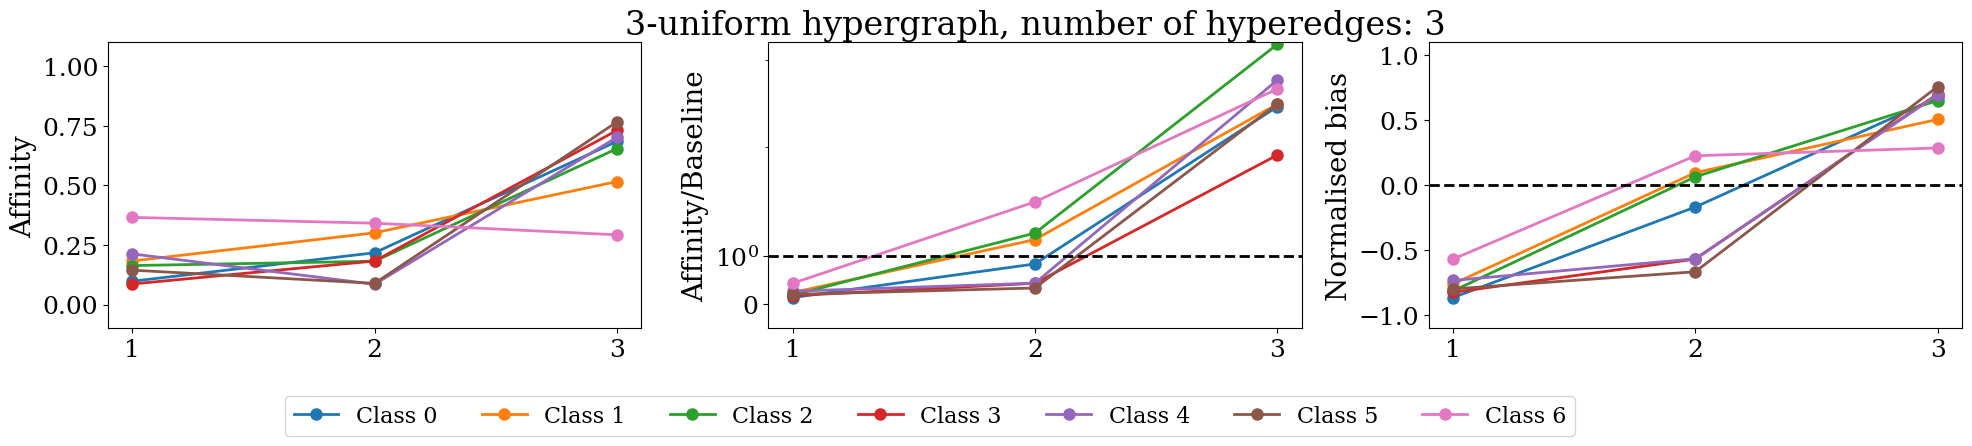 3-uniform hypergraph, number of hyperedges: 3
Affinity
1.00
0.75
0.50
0.25
0.00
1 2 3
Affinity/Baseline
10⁰
0
1 2 3
Normalised bias
1.0
0.5
0.0
−0.5
−1.0
1 2 3
Class 0 Class 1 Class 2 Class 3 Class 4 Class 5 Class 6